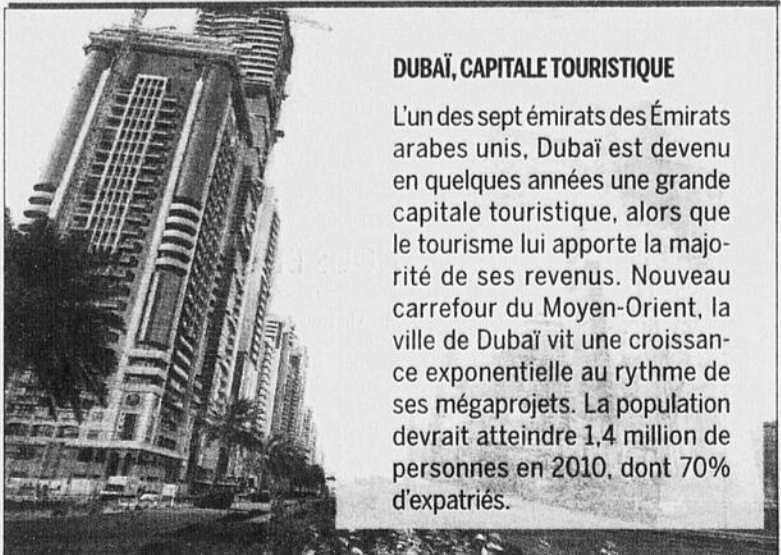 DUBAÏ, CAPITALE TOURISTIQUE
L'un des sept émirats des Émirats
arabes unis, Dubaï est devenu
en quelques années une grande
capitale touristique, alors que
le tourisme lui apporte la majo-
rité de ses revenus. Nouveau
carrefour du Moyen-Orient, la
ville de Dubaï vit une croissan-
ce exponentielle au rythme de
ses mégaprojets. La population
devrait atteindre 1,4 million de
personnes en 2010, dont 70%
d'expatriés.